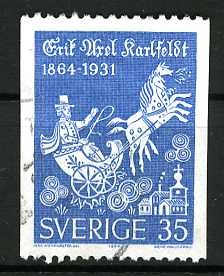 Erik Axel Karlfeldt
1864-1931
SVERIGE 35